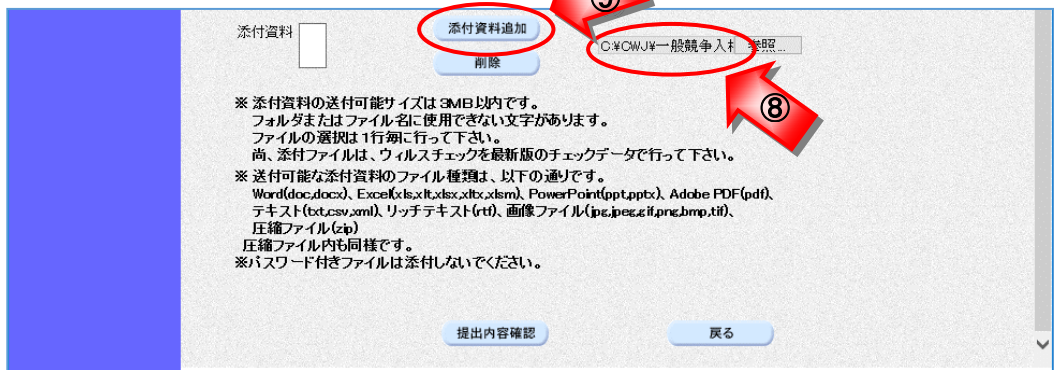 ⑨
添付資料
添付資料追加
C:¥CWJ¥一般競争入札
参照...
削除
⑧
※ 添付資料の送付可能サイズは3MB以内です。
フォルダまたはファイル名に使用できない文字があります。
ファイルの選択は1行毎に行って下さい。
尚、添付ファイルは、ウィルスチェックを最新版のチェックデータで行って下さい。
※ 送付可能な添付資料のファイル種類は、以下の通りです。
Word(doc,docx)、Excel(xls,xlt,xlsx,xltx,xlsm)、PowerPoint(ppt,pptx)、Adobe PDF(pdf)、
テキスト(txt,csv,xml)、リッチテキスト(rtf)、画像ファイル(jpg,jpeg,gif,png,bmp,tif)、
圧縮ファイル(zip)
圧縮ファイル内も同様です。
※パスワード付きファイルは添付しないでください。
提出内容確認
戻る